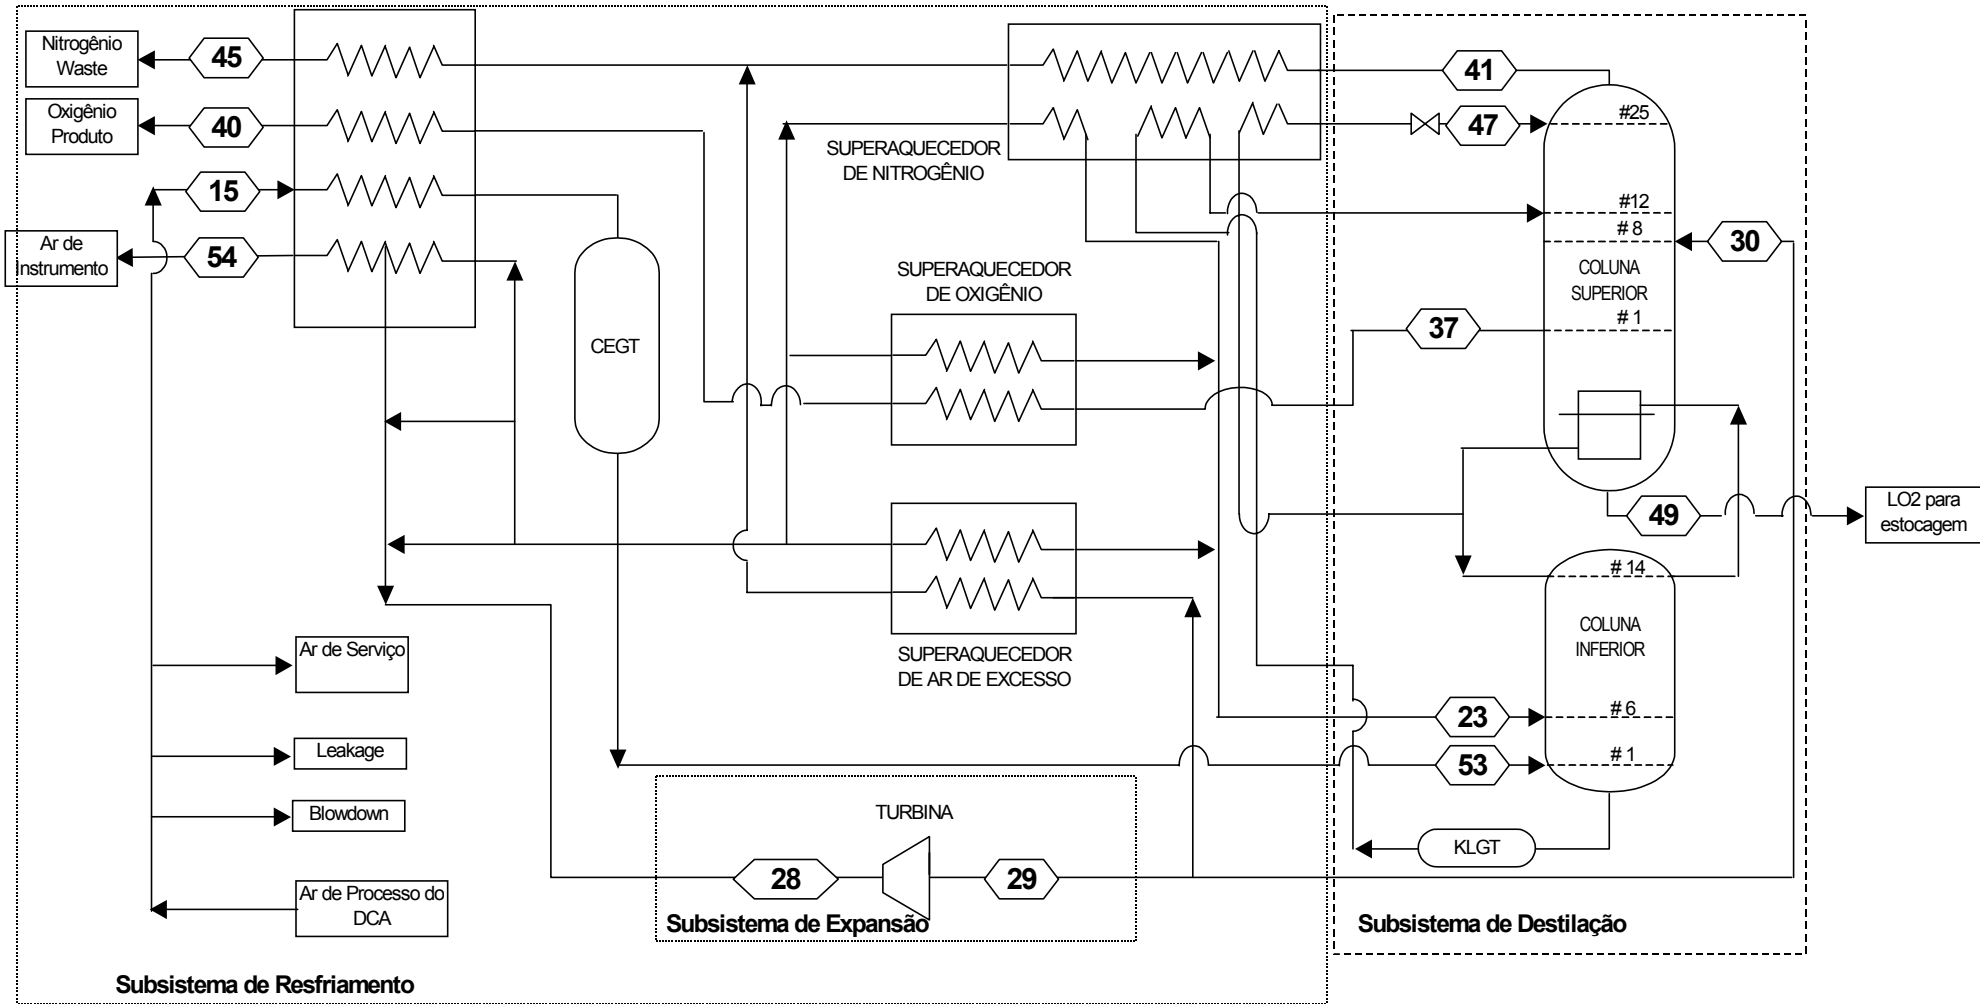 Nitrogênio
Waste
45
41
Oxigênio
Produto
40
47
#25
SUPERAQUECEDOR
DE NITROGÊNIO
15
#12
Ar de
Instrumento
54
# 8
30
COLUNA
SUPERIOR
SUPERAQUECEDOR
DE OXIGÊNIO
37
# 1
CEGT
LO2 para
estocagem
49
# 14
COLUNA
INFERIOR
Ar de Serviço
SUPERAQUECEDOR
DE AR DE EXCESSO
23
# 6
Leakage
53
# 1
Blowdown
TURBINA
KLGT
28
29
Ar de Processo do
DCA
Subsistema de Expansão
Subsistema de Destilação
Subsistema de Resfriamento